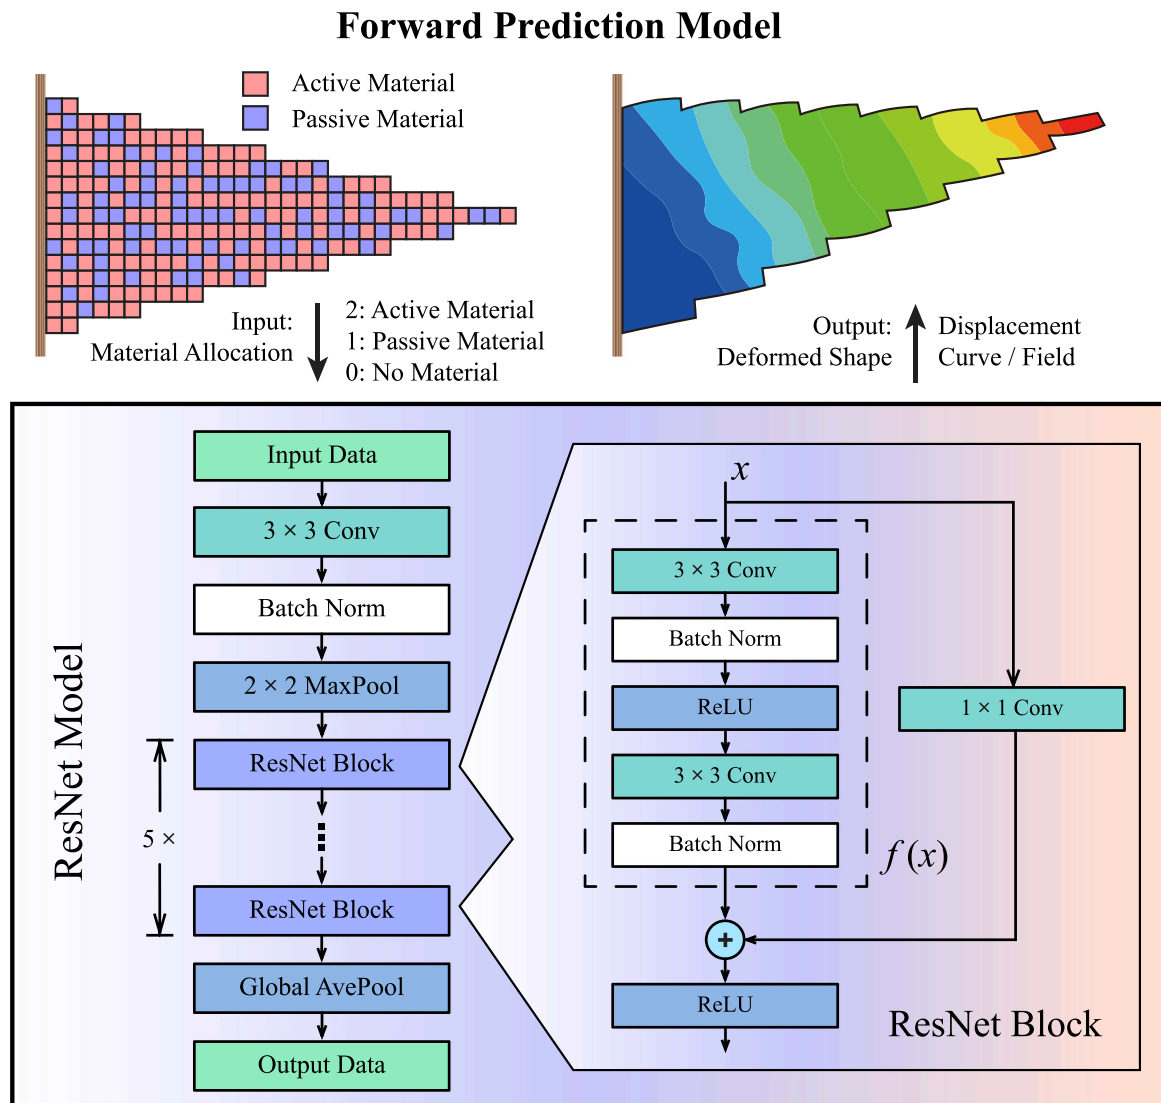 Forward Prediction Model
Active Material
Passive Material
Input:
Material Allocation
2: Active Material
1: Passive Material
0: No Material
Output:
Deformed Shape
Displacement
Curve / Field
ResNet Model
Input Data
3 × 3 Conv
Batch Norm
2 × 2 MaxPool
ResNet Block
5 ×
ResNet Block
Global AvePool
Output Data
x
3 × 3 Conv
Batch Norm
ReLU
3 × 3 Conv
Batch Norm
f(x)
1 × 1 Conv
+
ReLU
ResNet Block